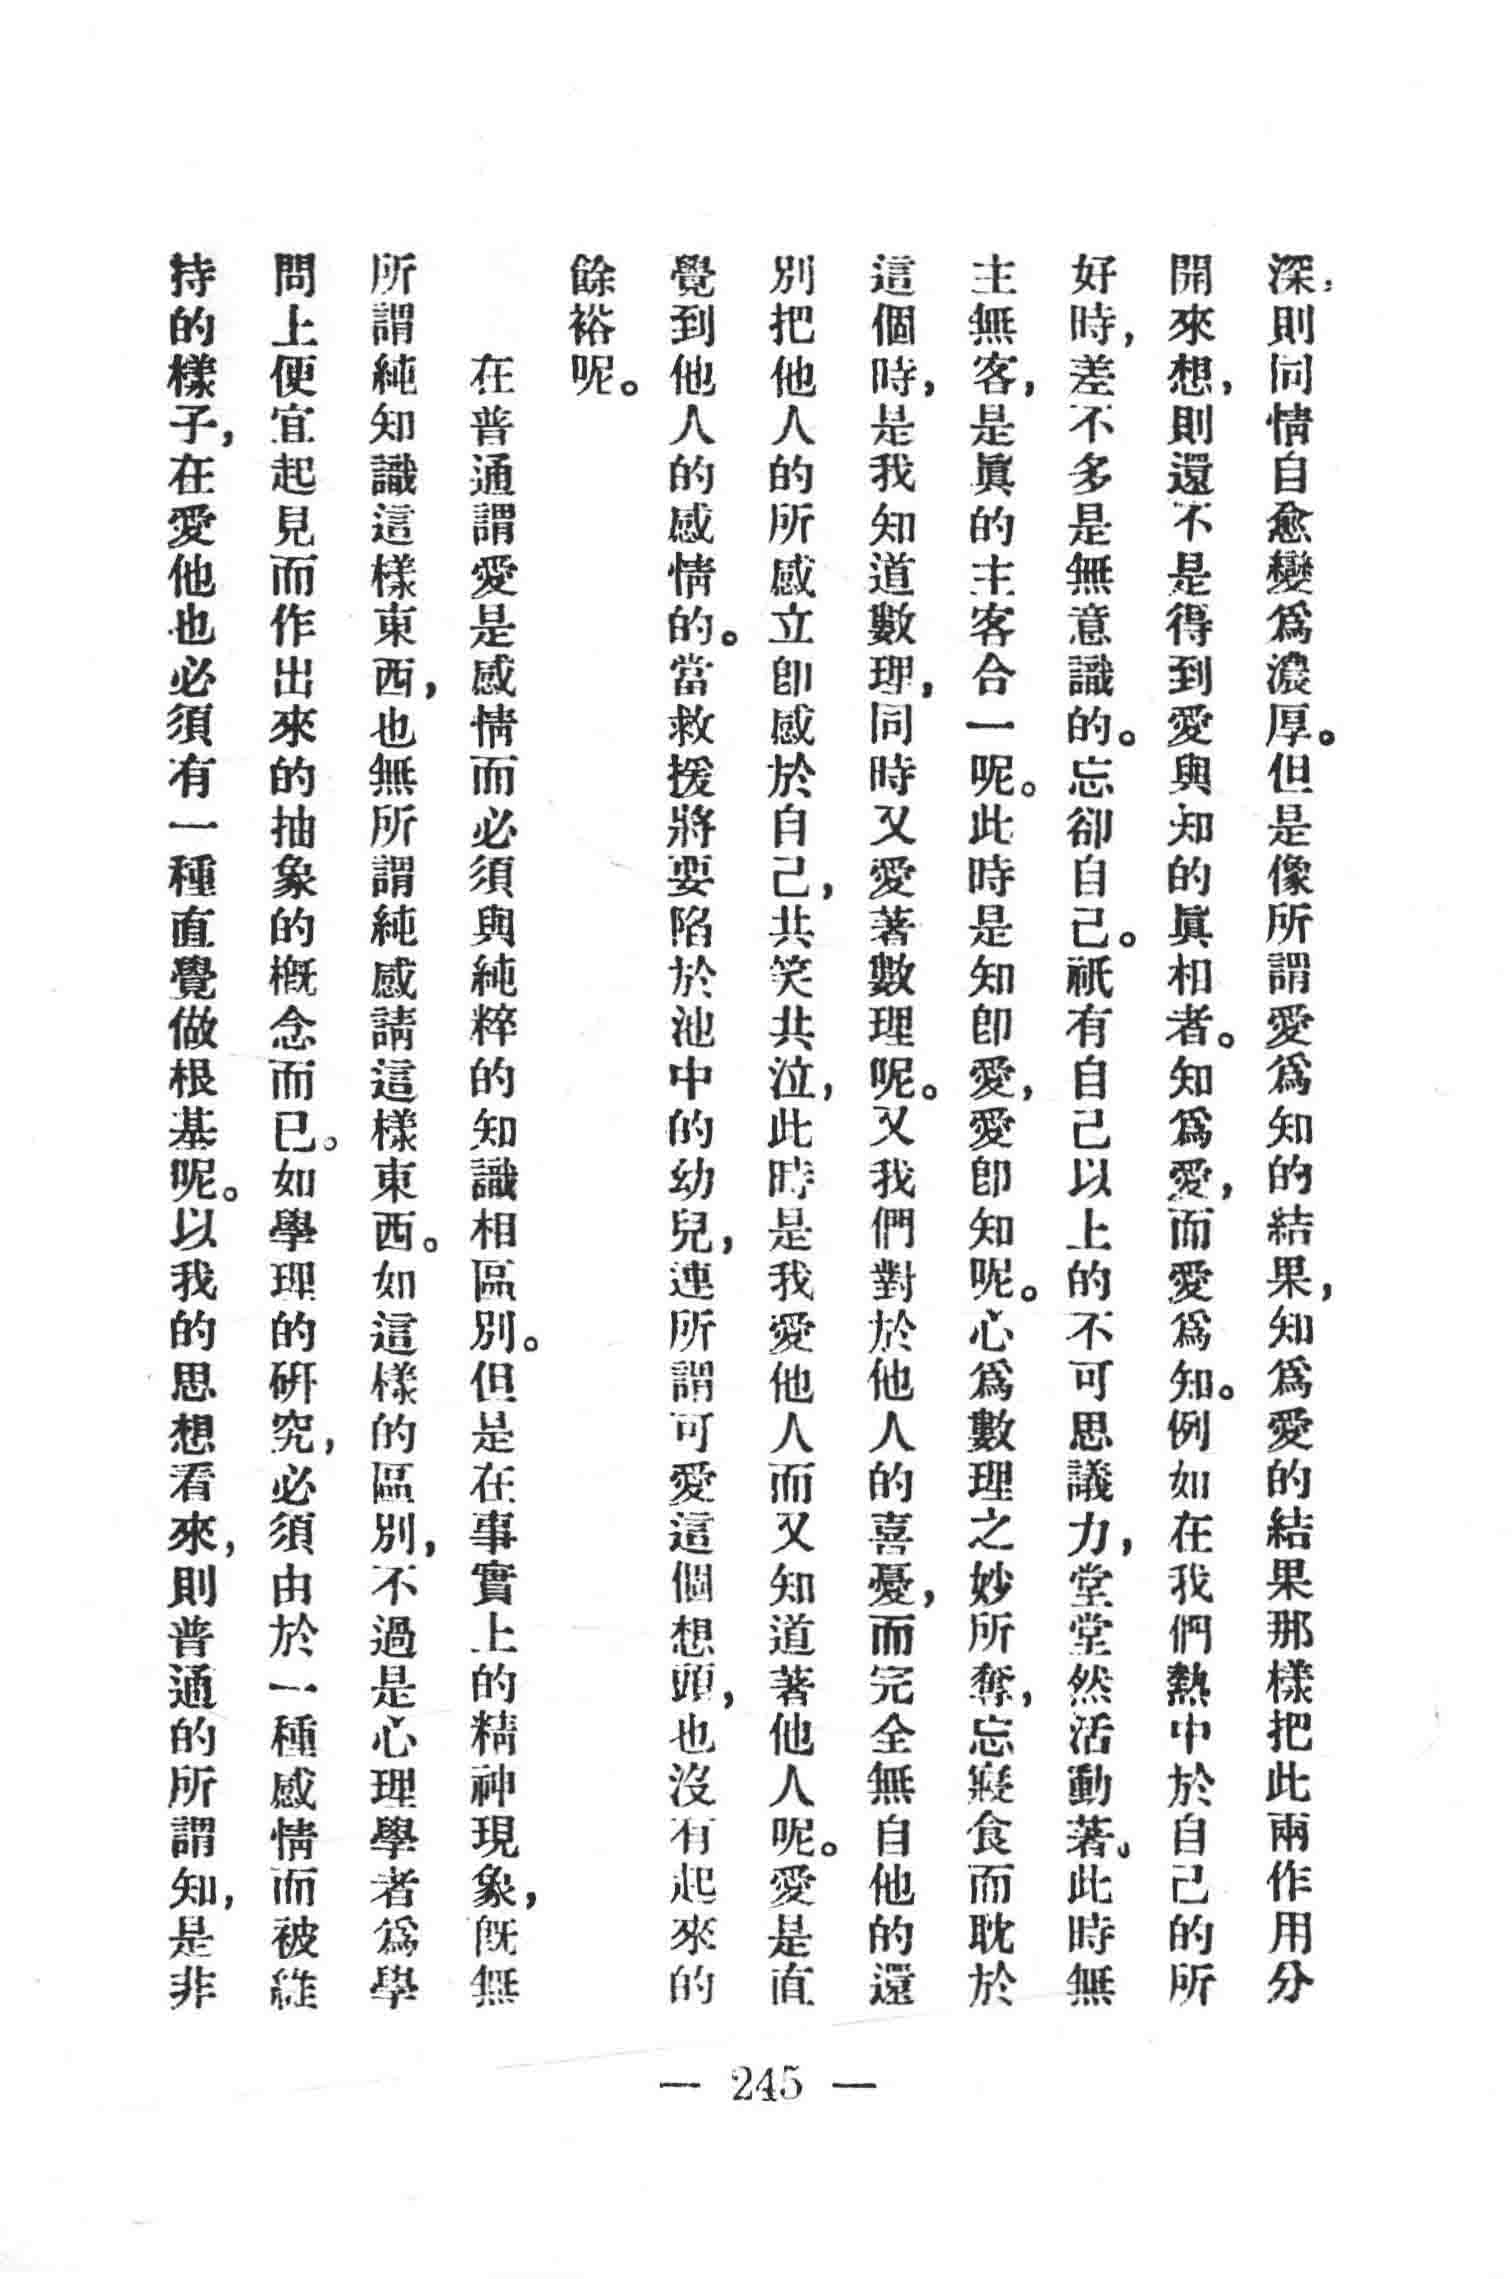 深，則同情自愈變爲濃厚。但是像所謂愛爲知的結果，知爲愛的結果那樣把此兩作用分
開來想，則還不是得到愛與知的眞相者。知爲愛，而愛爲知。例如在我們熱中於自己的所
好時，差不多是無意識的。忘卻自己。祇有自己以上的不可思議力，堂堂然活動著。此時無
主無客，是眞的主客合一呢。此時是知卽愛，愛卽知呢。心爲數理之妙所奪，忘寢食而耽於
這個時，是我知道數理，同時又愛著數理呢。又我們對於他人的喜憂，而完全無自他的還
別把他人的所感立卽感於自己，共笑共泣，此時是我愛他人而又知道著他人呢。愛是直
覺到他人的感情的。當救援將要陷於池中的幼兒，連所謂可愛這個想頭，也沒有起來的
餘裕呢。
在普通謂愛是感情而必須與純粹的知識相區別。但是在事實上的精神現象，既無
所謂純知識這樣東西，也無所謂純感請這樣東西。如這樣的區別，不過是心理學者爲學
問上便宜起見而作出來的抽象的槪念而已。如學理的研究，必須由於一種感情而被維
持的樣子，在愛他也必須有一種直覺做根基呢。以我的思想看來，則普通的所謂知，是非
— 245 —